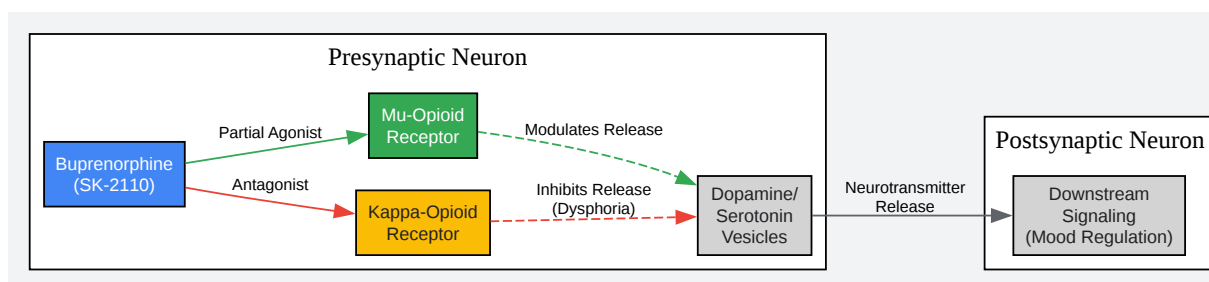 Presynaptic Neuron
Buprenorphine
(SK-2110)
Partial Agonist
Antagonist
Mu-Opioid
Receptor
Kappa-Opioid
Receptor
Modulates Release
Inhibits Release
(Dysphoria)
Dopamine/
Serotonin
Vesicles
Neurotransmitter
Release
Postsynaptic Neuron
Downstream
Signaling
(Mood Regulation)